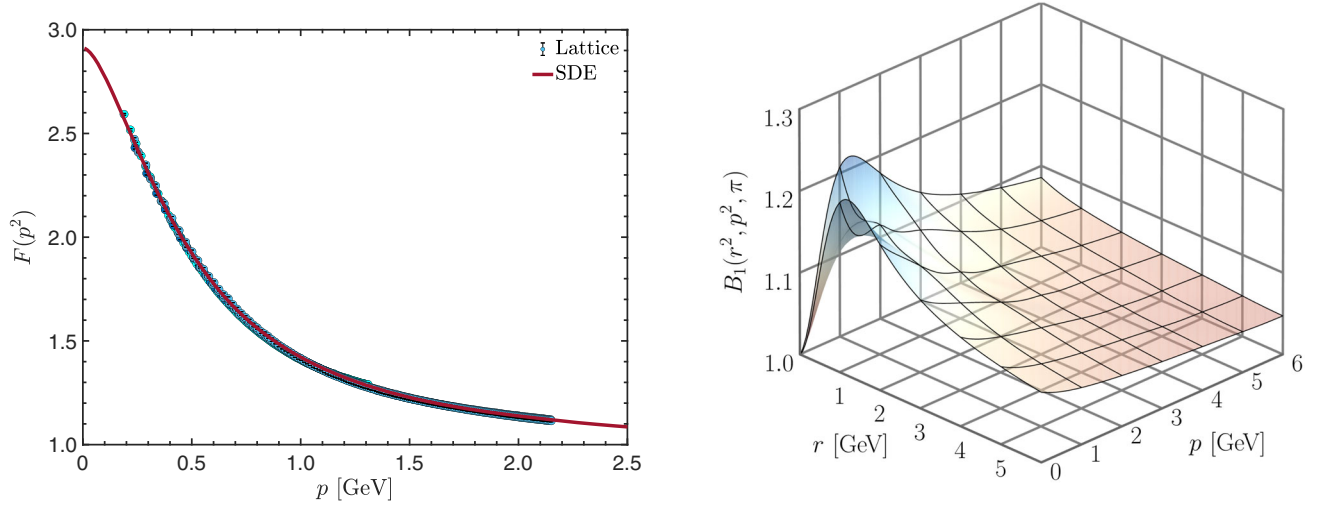 3.0
2.5
2.0
1.5
1.0
F(p²)
Lattice
SDE
0 0.5 1.0 1.5 2.0 2.5
p [GeV]
1.3
1.2
1.1
1.0
B₁(r², p², π)
1 2 3 4 5
r [GeV]
0 1 2 3 4 5 6
p [GeV]